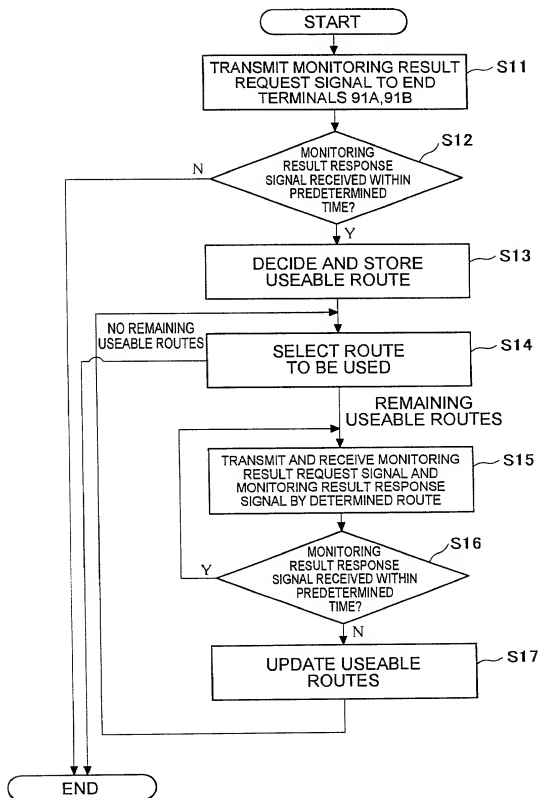 START
TRANSMIT MONITORING RESULT
REQUEST SIGNAL TO END
TERMINALS 91A,91B
S11
MONITORING
RESULT RESPONSE
SIGNAL RECEIVED WITHIN
PREDETERMINED
TIME?
S12
N
Y
DECIDE AND STORE
USEABLE ROUTE
S13
NO REMAINING
USEABLE ROUTES
SELECT ROUTE
TO BE USED
S14
REMAINING
USEABLE ROUTES
TRANSMIT AND RECEIVE MONITORING
RESULT REQUEST SIGNAL AND
MONITORING RESULT RESPONSE
SIGNAL BY DETERMINED ROUTE
S15
MONITORING
RESULT RESPONSE
SIGNAL RECEIVED WITHIN
PREDETERMINED
TIME?
S16
Y
N
UPDATE USEABLE
ROUTES
S17
END